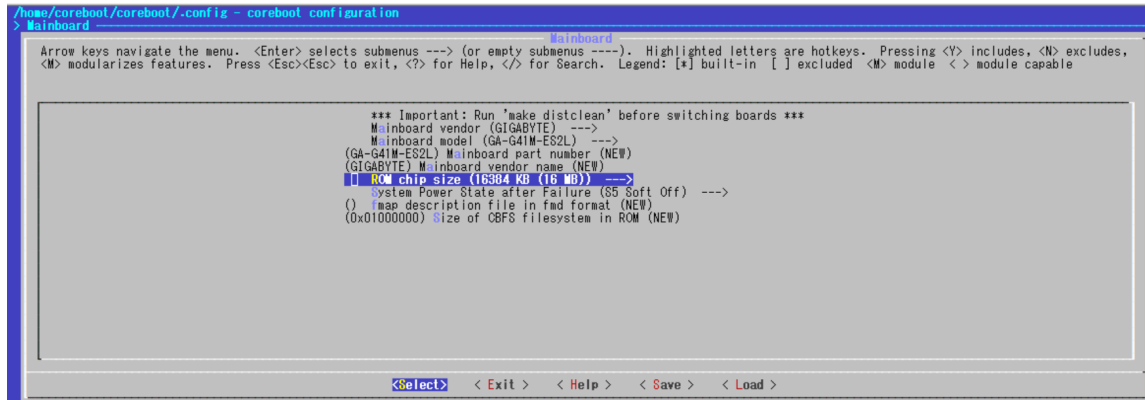 /home/coreboot/coreboot/.config - coreboot configuration
> Mainboard
Mainboard
Arrow keys navigate the menu. <Enter> selects submenus ---> (or empty submenus ----). Highlighted letters are hotkeys. Pressing <Y> includes, <N> excludes,
<M> modularizes features. Press <Esc><Esc> to exit, <?> for Help, </> for Search. Legend: [*] built-in [ ] excluded <M> module < > module capable
*** Important: Run 'make distclean' before switching boards ***
Mainboard vendor (GIGABYTE) --->
Mainboard model (GA-G41M-ES2L) --->
(GA-G41M-ES2L) Mainboard part number (NEW)
(GIGABYTE) Mainboard vendor name (NEW)
ROM chip size (16384 KB (16 MB)) --->
System Power State after Failure (S5 Soft Off) --->
() fmap description file in fmd format (NEW)
(0x01000000) Size of CBFS filesystem in ROM (NEW)
<Select> < Exit > < Help > < Save > < Load >